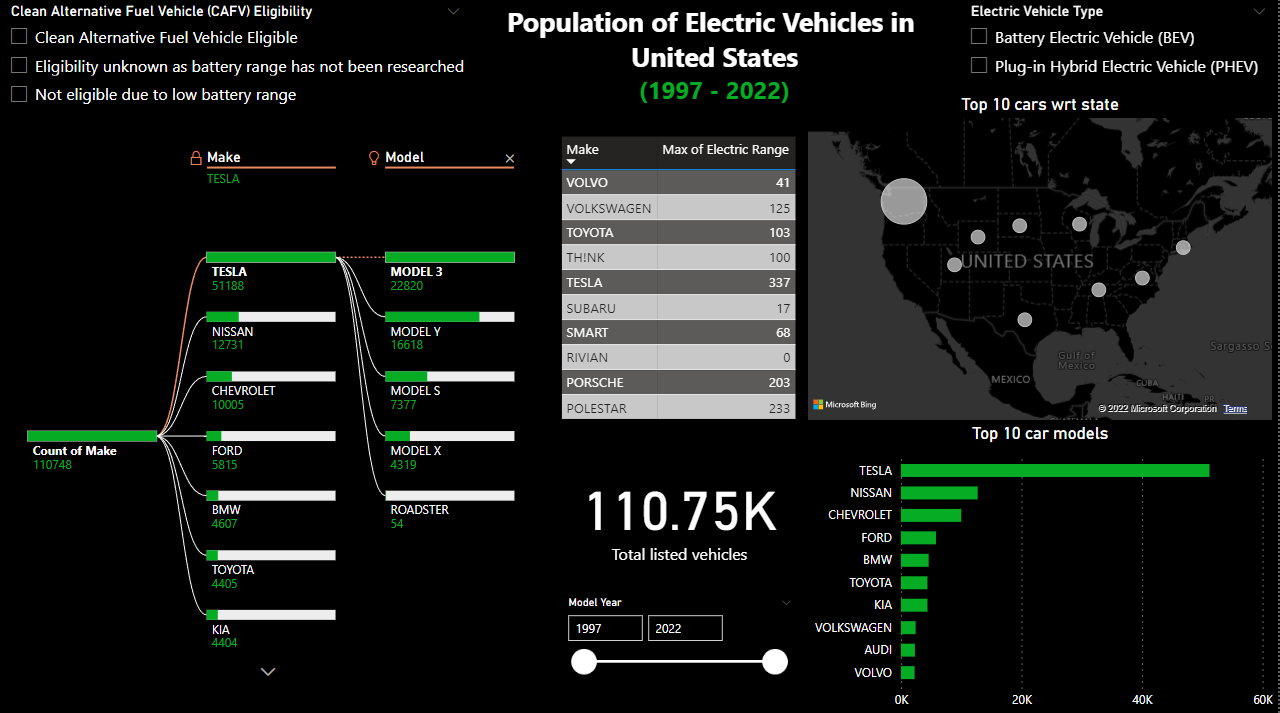 Clean Alternative Fuel Vehicle (CAFV) Eligibility
Clean Alternative Fuel Vehicle Eligible
Eligibility unknown as battery range has not been researched
Not eligible due to low battery range
Population of Electric Vehicles in
United States
(1997 - 2022)
Electric Vehicle Type
Battery Electric Vehicle (BEV)
Plug-in Hybrid Electric Vehicle (PHEV)
Make
TESLA
Model
Count of Make
110748
TESLA
51188
NISSAN
12731
CHEVROLET
10005
FORD
5815
BMW
4607
TOYOTA
4405
KIA
4404
MODEL 3
22820
MODEL Y
16618
MODEL S
7377
MODEL X
4319
ROADSTER
54
Make Max of Electric Range
VOLVO 41
VOLKSWAGEN 125
TOYOTA 103
TH!NK 100
TESLA 337
SUBARU 17
SMART 68
RIVIAN 0
PORSCHE 203
POLESTAR 233
110.75K
Total listed vehicles
Model Year
1997 2022
Top 10 cars wrt state
UNITED STATES
Sargasso S
Gulf of
Mexico
MEXICO
CUBA
HAITI
PR
Microsoft Bing
© 2022 Microsoft Corporation Terms
Top 10 car models
TESLA
NISSAN
CHEVROLET
FORD
BMW
TOYOTA
KIA
VOLKSWAGEN
AUDI
VOLVO
0K 20K 40K 60K